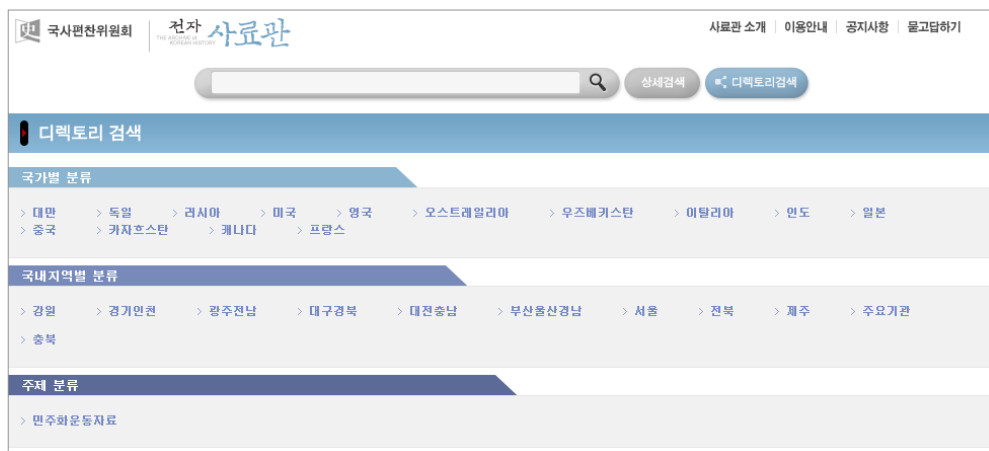 국사편찬위원회 전자 사료관 사료관 소개 이용안내 공지사항 묻고답하기
THE ARCHIVE of
KOREAN HISTORY
상세검색 디렉토리검색
디렉토리 검색
국가별 분류
> 대만 > 독일 > 러시아 > 미국 > 영국 > 오스트레일리아 > 우즈베키스탄 > 이탈리아 > 인도 > 일본
> 중국 > 카자흐스탄 > 캐나다 > 프랑스
국내지역별 분류
> 강원 > 경기인천 > 광주전남 > 대구경북 > 대전충남 > 부산울산경남 > 서울 > 전북 > 제주 > 주요기관
> 충북
주제 분류
> 민주화운동자료